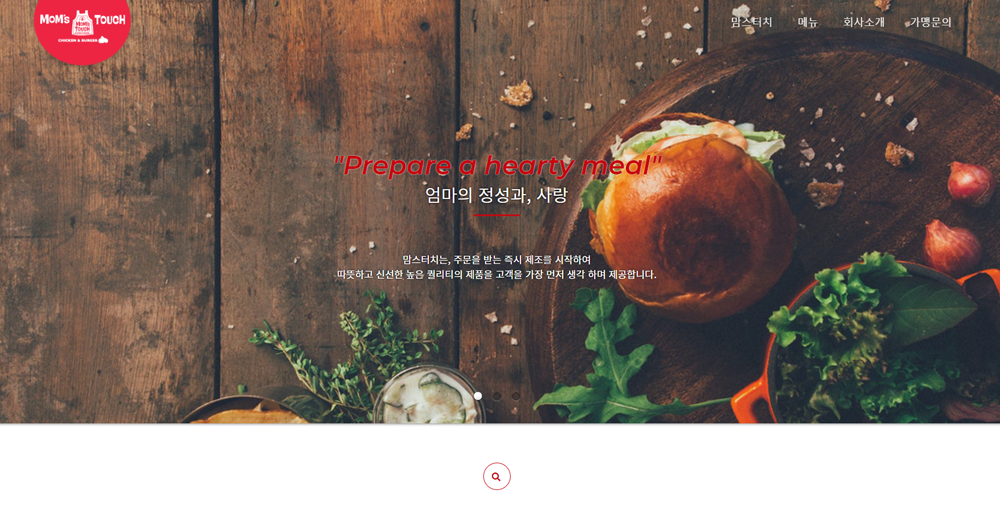 MOM'S TOUCH
MOM'S
TOUCH
CHICKEN & BURGER
맘스터치 메뉴 회사소개 가맹문의
"Prepare a hearty meal"
엄마의 정성과, 사랑
맘스터치는, 주문을 받는 즉시 제조를 시작하여
따뜻하고 신선한 높은 퀄리티의 제품을 고객을 가장 먼저 생각 하며 제공합니다.